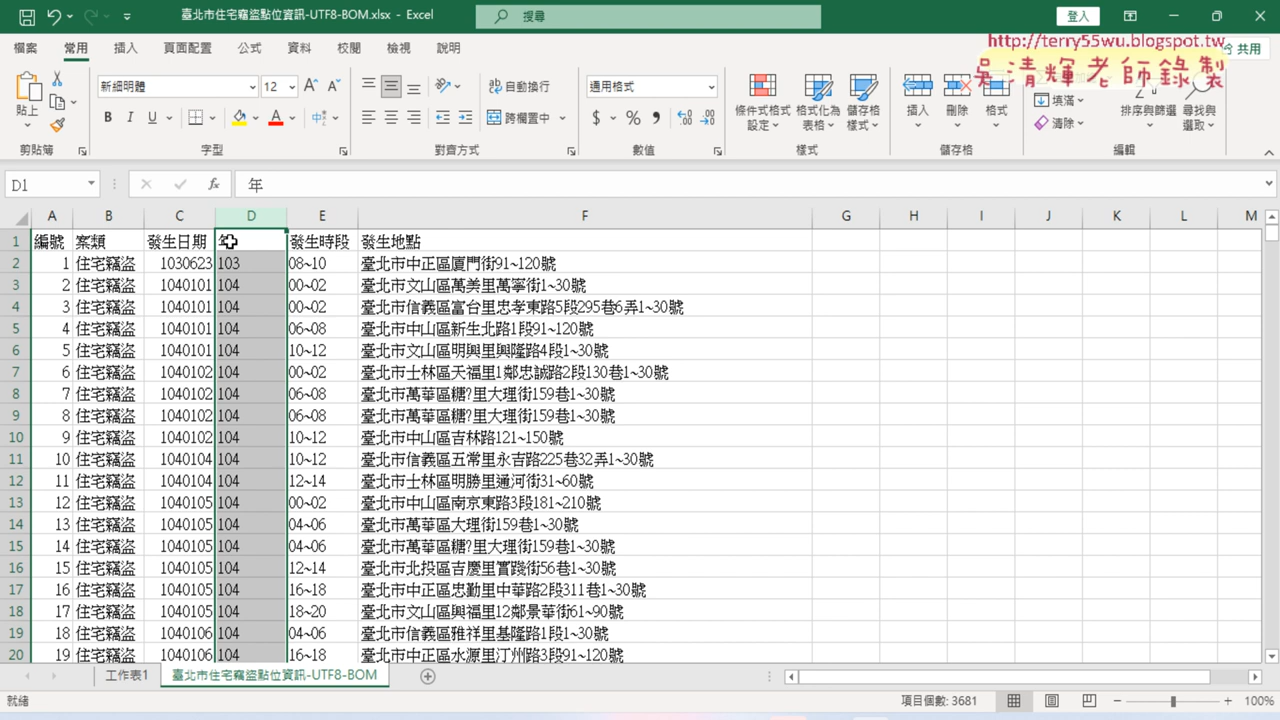 臺北市住宅竊盜點位資訊-UTF8-BOM.xlsx - Excel
搜尋
登入
檔案 常用 插入 頁面配置 公式 資料 校閱 檢視 說明
共用
http://terry55wu.blogspot.tw
吳清輝老師錄製
貼上
新細明體 12
自動換行
通用格式
跨欄置中
條件式格式設定 格式化為表格 儲存格樣式
插入 刪除 格式
填滿
清除
排序與篩選 尋找與選取
剪貼簿 字型 對齊方式 數值 樣式 儲存格 編輯
D1 fx 年
A B C D E F G H I J K L M
1 編號 案類 發生日期 年 發生時段 發生地點
2 1 住宅竊盜 1030623 103 08~10 臺北市中正區廈門街91~120號
3 2 住宅竊盜 1040101 104 00~02 臺北市文山區萬美里萬寧街1~30號
4 3 住宅竊盜 1040101 104 00~02 臺北市信義區富台里忠孝東路5段295巷6弄1~30號
5 4 住宅竊盜 1040101 104 06~08 臺北市中山區新生北路1段91~120號
6 5 住宅竊盜 1040101 104 10~12 臺北市文山區明興里興隆路4段1~30號
7 6 住宅竊盜 1040102 104 00~02 臺北市士林區天福里1鄰忠誠路2段130巷1~30號
8 7 住宅竊盜 1040102 104 06~08 臺北市萬華區糖?里大理街159巷1~30號
9 8 住宅竊盜 1040102 104 06~08 臺北市萬華區糖?里大理街159巷1~30號
10 9 住宅竊盜 1040102 104 10~12 臺北市中山區吉林路121~150號
11 10 住宅竊盜 1040104 104 10~12 臺北市信義區五常里永吉路225巷32弄1~30號
12 11 住宅竊盜 1040104 104 12~14 臺北市士林區明勝里通河街31~60號
13 12 住宅竊盜 1040105 104 00~02 臺北市中山區南京東路3段181~210號
14 13 住宅竊盜 1040105 104 04~06 臺北市萬華區大理街159巷1~30號
15 14 住宅竊盜 1040105 104 04~06 臺北市萬華區糖?里大理街159巷1~30號
16 15 住宅竊盜 1040105 104 12~14 臺北市北投區吉慶里實踐街56巷1~30號
17 16 住宅竊盜 1040105 104 16~18 臺北市中正區忠勤里中華路2段311巷1~30號
18 17 住宅竊盜 1040105 104 18~20 臺北市文山區興福里12鄰景華街61~90號
19 18 住宅竊盜 1040106 104 04~06 臺北市信義區雅祥里基隆路1段1~30號
20 19 住宅竊盜 1040106 104 16~18 臺北市中正區水源里汀州路3段91~120號
工作表1 臺北市住宅竊盜點位資訊-UTF8-BOM
就緒 項目個數: 3681 100%